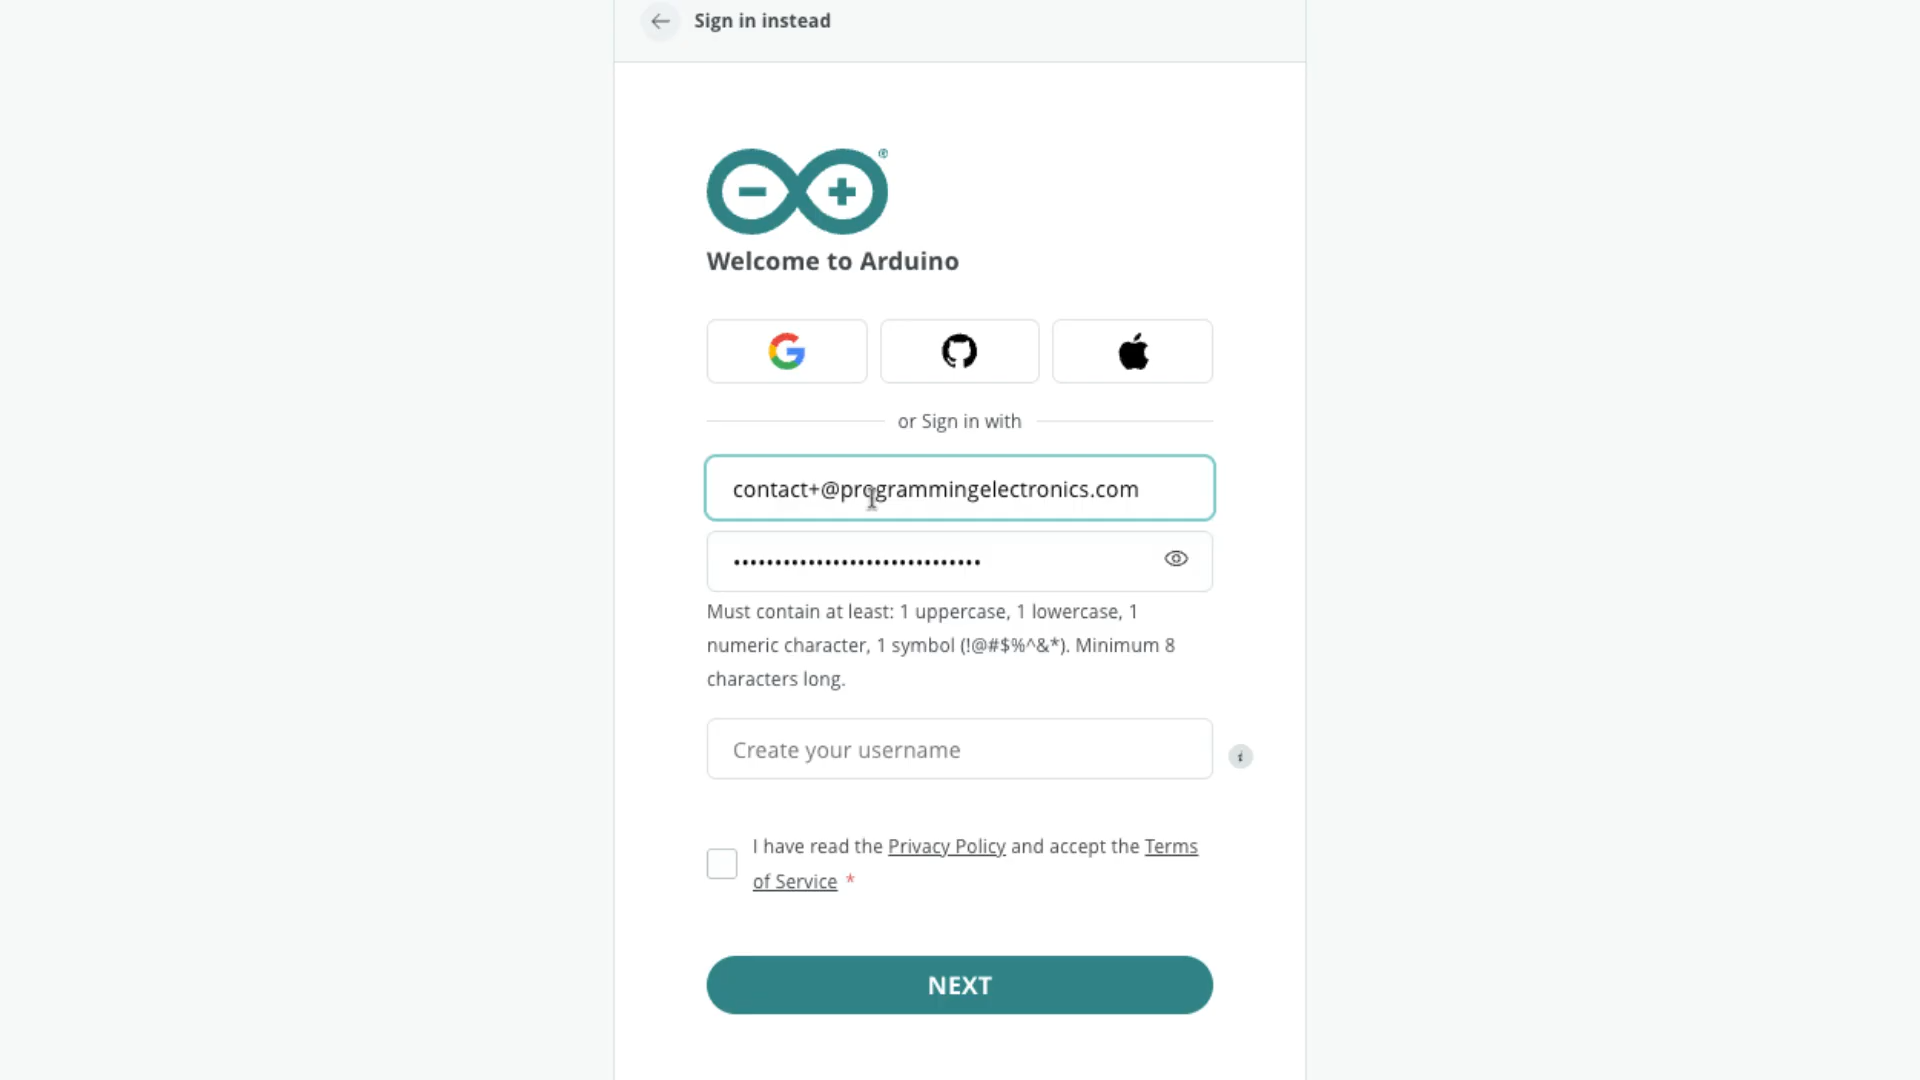 Sign in instead
®
Welcome to Arduino
or Sign in with
contact+@programmingelectronics.com
••••••••••••••••••••••••••••••
Must contain at least: 1 uppercase, 1 lowercase, 1
numeric character, 1 symbol (!@#$%^&*). Minimum 8
characters long.
Create your username
i
I have read the Privacy Policy and accept the Terms
of Service *
NEXT